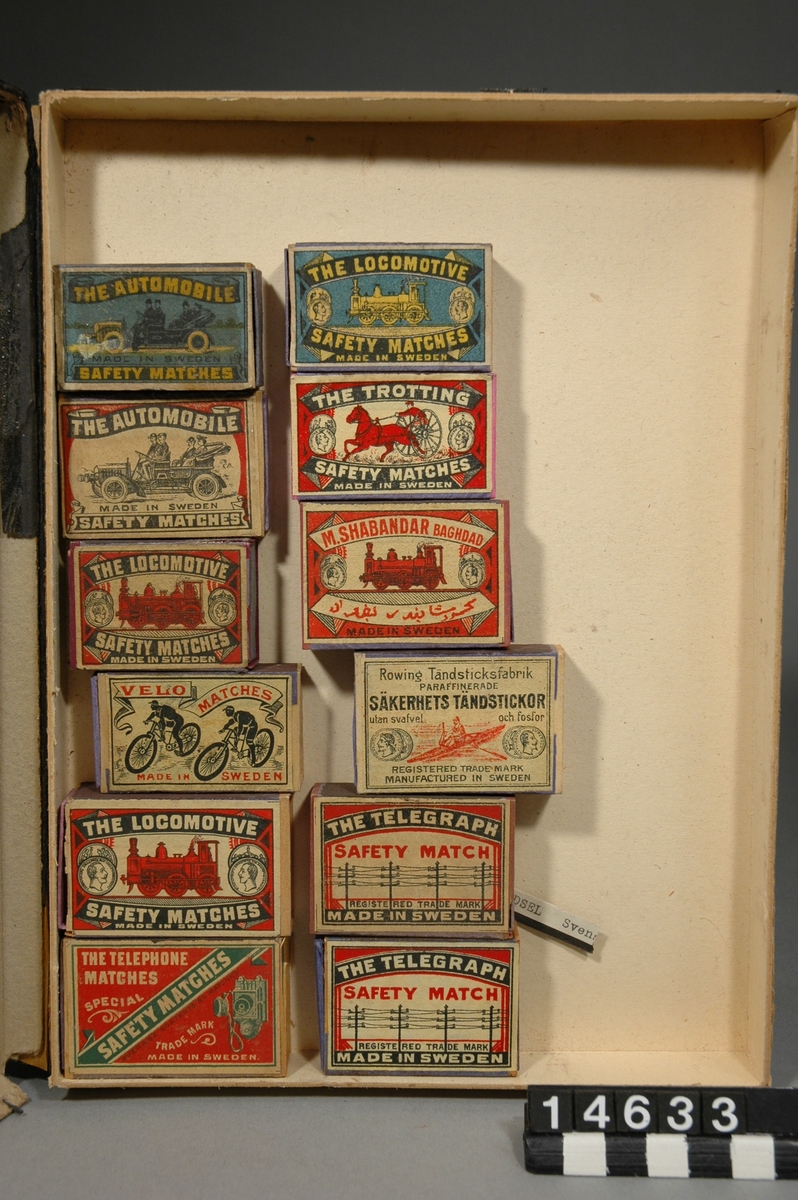 THE AUTOMOBILE
MADE IN SWEDEN
SAFETY MATCHES
THE AUTOMOBILE
MADE IN SWEDEN
SAFETY MATCHES
THE LOCOMOTIVE
SAFETY MATCHES
MADE IN SWEDEN
VELO MATCHES
MADE IN SWEDEN
THE LOCOMOTIVE
SAFETY MATCHES
MADE IN SWEDEN
THE TELEPHONE
MATCHES
SPECIAL
SAFETY MATCHES
TRADE MARK
MADE IN SWEDEN.
THE LOCOMOTIVE
SAFETY MATCHES
MADE IN SWEDEN
THE TROTTING
SAFETY MATCHES
MADE IN SWEDEN
M. SHABANDAR BAGHDAD
MADE IN SWEDEN
Rowing Tändsticksfabrik
PARAFFINERADE
SÄKERHETS TÄNDSTICKOR
utan svafvel och fosfor
REGISTERED TRADE MARK
MANUFACTURED IN SWEDEN
THE TELEGRAPH
SAFETY MATCH
REGISTERED TRADE MARK
MADE IN SWEDEN
THE TELEGRAPH
SAFETY MATCH
REGISTERED TRADE MARK
MADE IN SWEDEN
14633